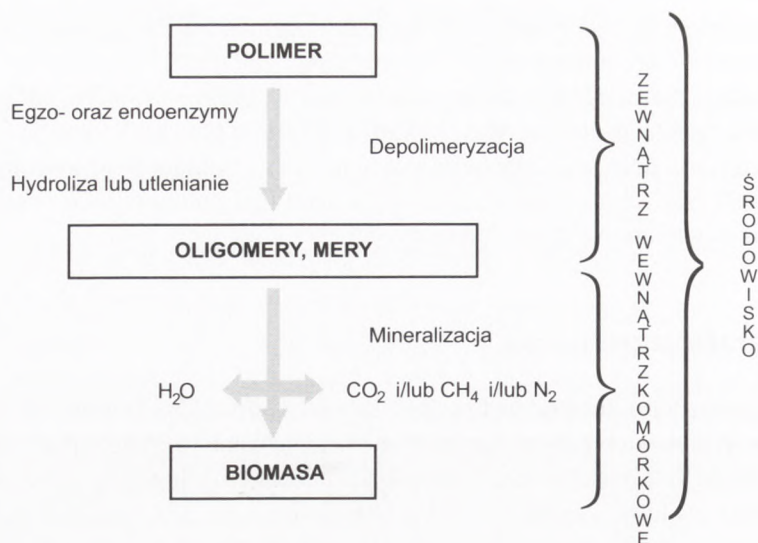 POLIMER
Egzo- oraz endoenzymy
Depolimeryzacja
Hydroliza lub utlenianie
OLIGOMERY, MERY
Mineralizacja
H₂O
CO₂ i/lub CH₄ i/lub N₂
BIOMASA
ZEWNĄTRZ
WEWNĄTRZKOMÓRKOWE
ŚRODOWISKO